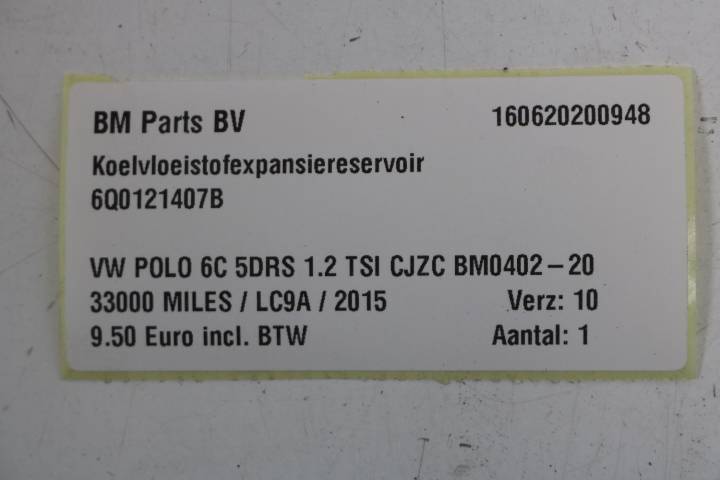 BM Parts BV 160620200948
Koelvloeistofexpansiereservoir
6Q0121407B
VW POLO 6C 5DRS 1.2 TSI CJZC BM0402-20
33000 MILES / LC9A / 2015 Verz: 10
9.50 Euro incl. BTW Aantal: 1